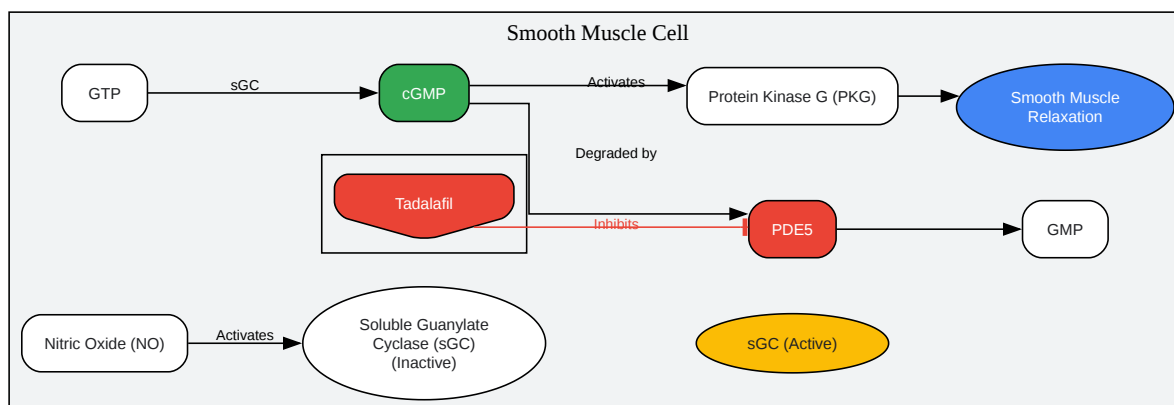 Smooth Muscle Cell
GTP
sGC
cGMP
Activates
Protein Kinase G (PKG)
Smooth Muscle
Relaxation
Degraded by
Tadalafil
Inhibits
PDE5
GMP
Nitric Oxide (NO)
Activates
Soluble Guanylate
Cyclase (sGC)
(Inactive)
sGC (Active)